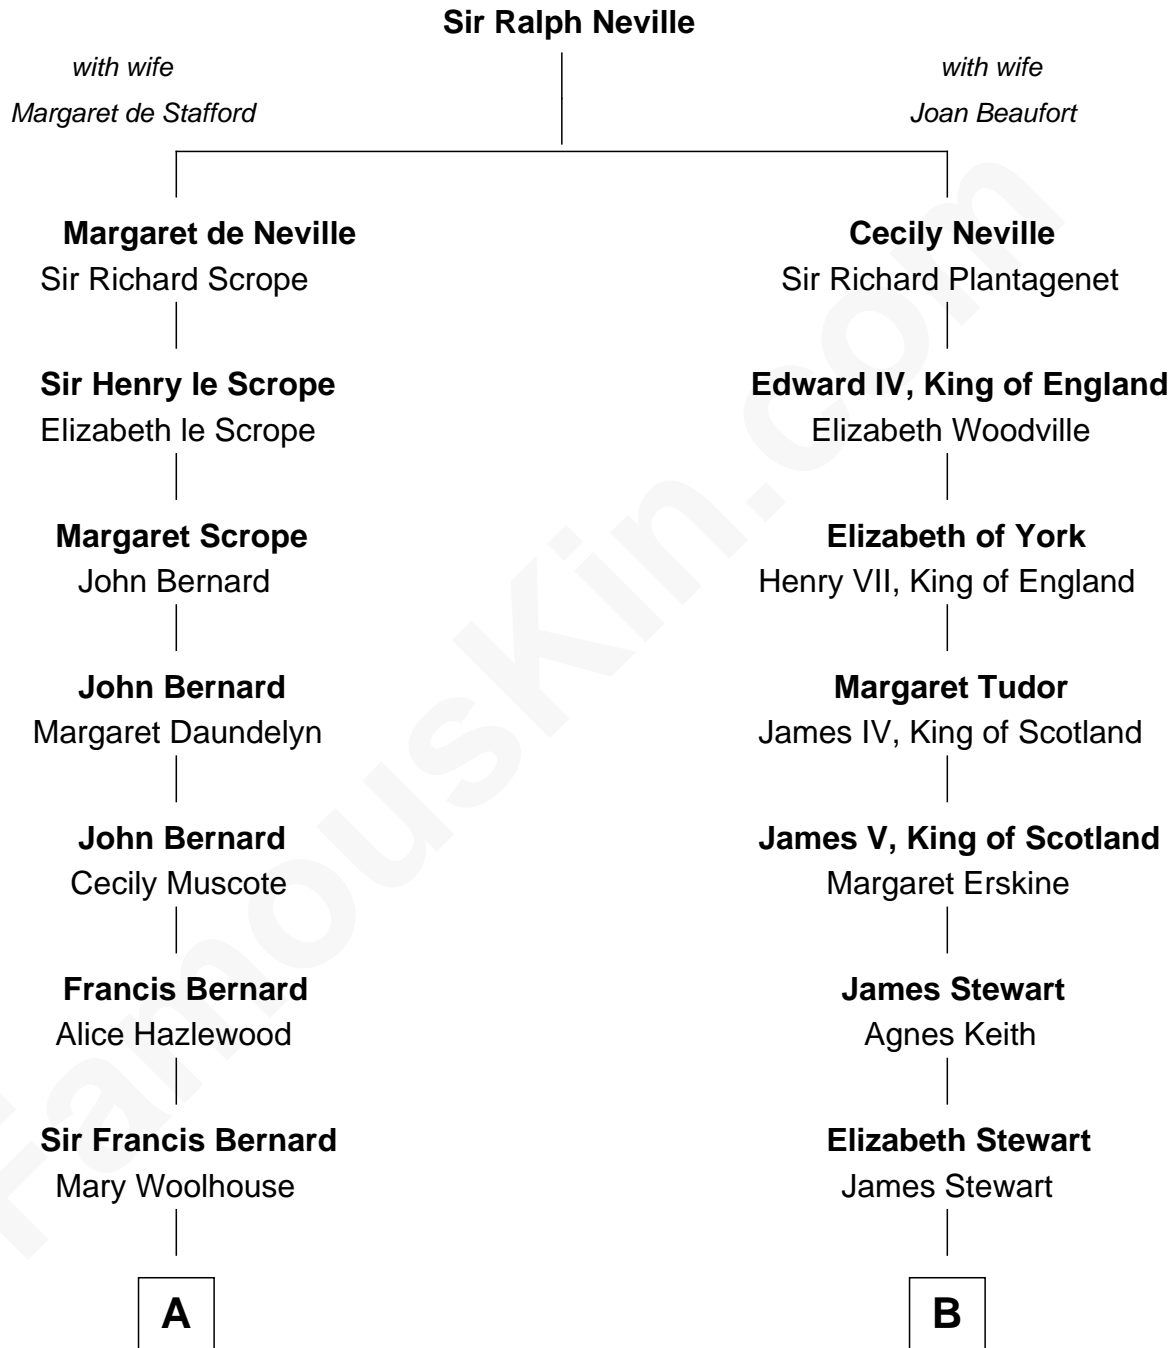 Sir Ralph Neville
with wife
Margaret de Stafford
with wife
Joan Beaufort
Margaret de Neville
Sir Richard Scrope
Cecily Neville
Sir Richard Plantagenet
Sir Henry le Scrope
Elizabeth le Scrope
Edward IV, King of England
Elizabeth Woodville
Margaret Scrope
John Bernard
Elizabeth of York
Henry VII, King of England
John Bernard
Margaret Daundelyn
Margaret Tudor
James IV, King of Scotland
John Bernard
Cecily Muscote
James V, King of Scotland
Margaret Erskine
Francis Bernard
Alice Hazlewood
James Stewart
Agnes Keith
Sir Francis Bernard
Mary Woolhouse
Elizabeth Stewart
James Stewart
A
B
FamousKin.com